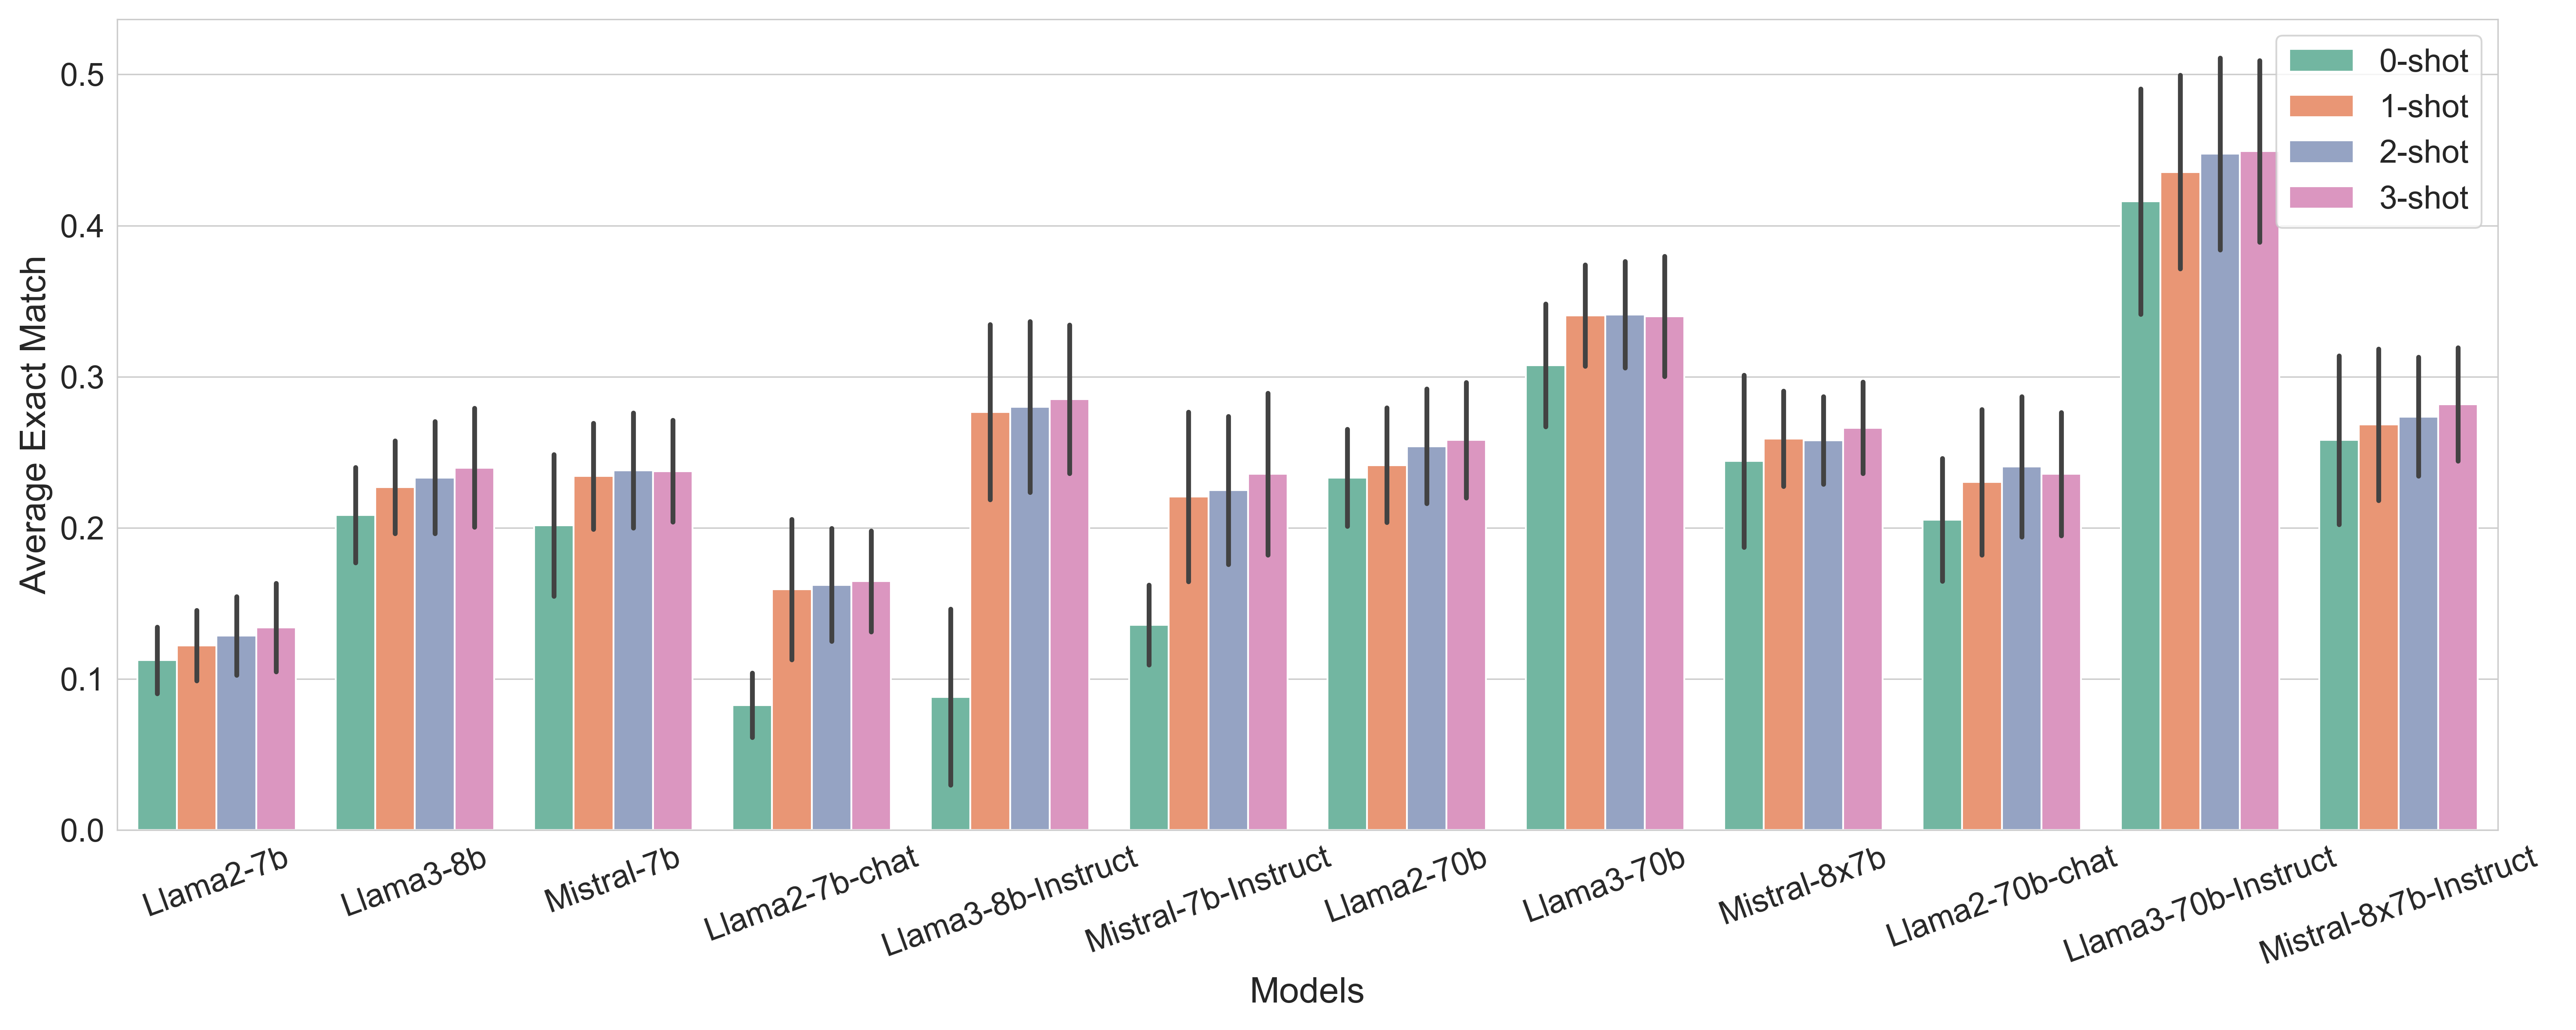 0-shot
1-shot
2-shot
3-shot
Average Exact Match
0.5
0.4
0.3
0.2
0.1
0.0
Llama2-7b
Llama3-8b
Mistral-7b
Llama2-7b-chat
Llama3-8b-Instruct
Mistral-7b-Instruct
Llama2-70b
Llama3-70b
Mistral-8x7b
Llama2-70b-chat
Llama3-70b-Instruct
Mistral-8x7b-Instruct
Models